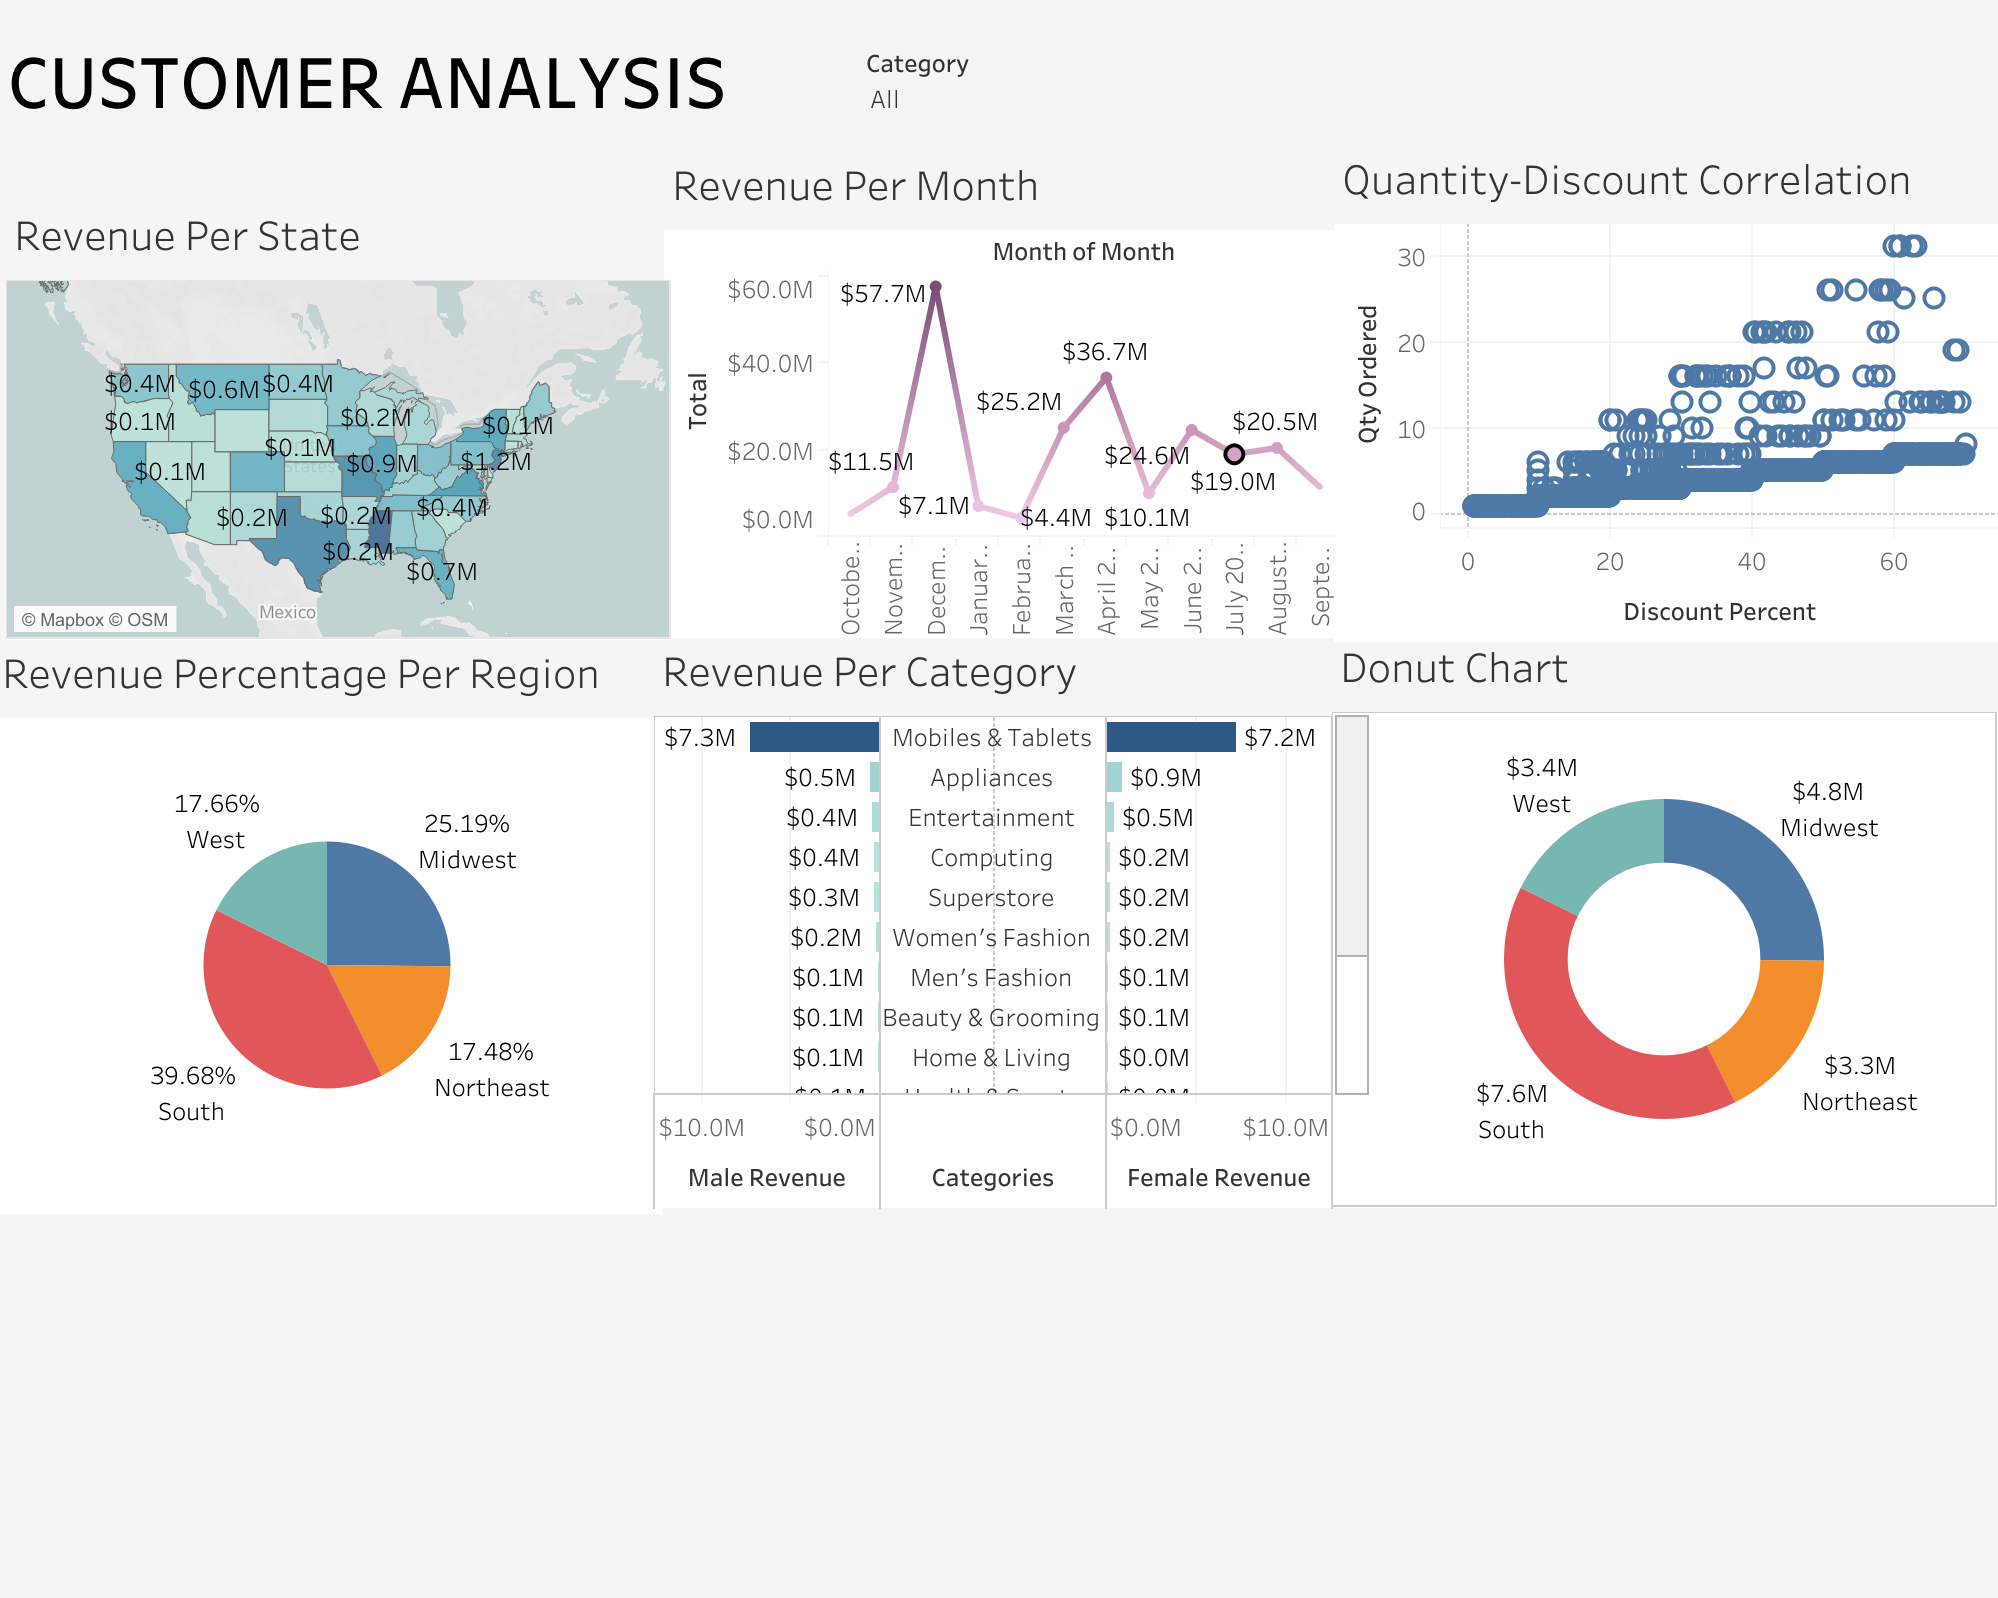 CUSTOMER ANALYSIS
Category
All
Revenue Per State
$0.4M
$0.6M
$0.4M
$0.1M
$0.2M
$0.1M
$0.1M
$0.1M
$0.9M
$1.2M
States
$0.2M
$0.2M
$0.4M
$0.2M
$0.7M
Mexico
© Mapbox © OSM
Revenue Per Month
Month of Month
Total
$60.0M
$40.0M
$20.0M
$0.0M
$57.7M
$36.7M
$25.2M
$20.5M
$11.5M
$24.6M
$19.0M
$7.1M
$4.4M
$10.1M
Octobe..
Novem..
Decem..
Januar..
Februa..
March ..
April 2..
May 2..
June 2..
July 20..
August..
Septe..
Quantity-Discount Correlation
Qty Ordered
30
20
10
0
0
20
40
60
Discount Percent
Revenue Percentage Per Region
17.66%
West
25.19%
Midwest
17.48%
Northeast
39.68%
South
Revenue Per Category
$7.3M Mobiles & Tablets $7.2M
$0.5M Appliances $0.9M
$0.4M Entertainment $0.5M
$0.4M Computing $0.2M
$0.3M Superstore $0.2M
$0.2M Women's Fashion $0.2M
$0.1M Men's Fashion $0.1M
$0.1M Beauty & Grooming $0.1M
$0.1M Home & Living $0.0M
$10.0M $0.0M $0.0M $10.0M
Male Revenue Categories Female Revenue
Donut Chart
$3.4M
West
$4.8M
Midwest
$3.3M
Northeast
$7.6M
South